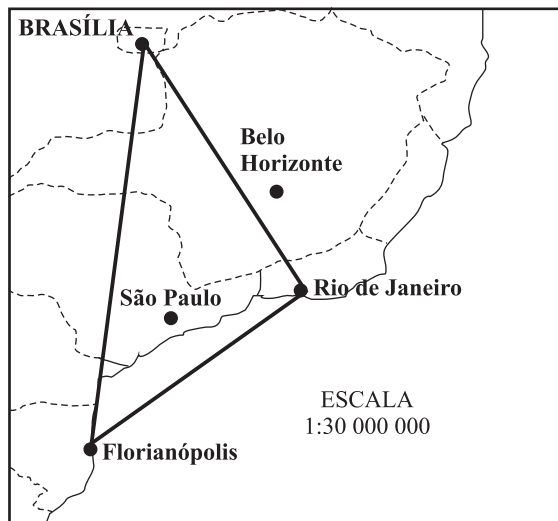 BRASÍLIA
Belo
Horizonte
São Paulo
Rio de Janeiro
ESCALA
1:30 000 000
Florianópolis